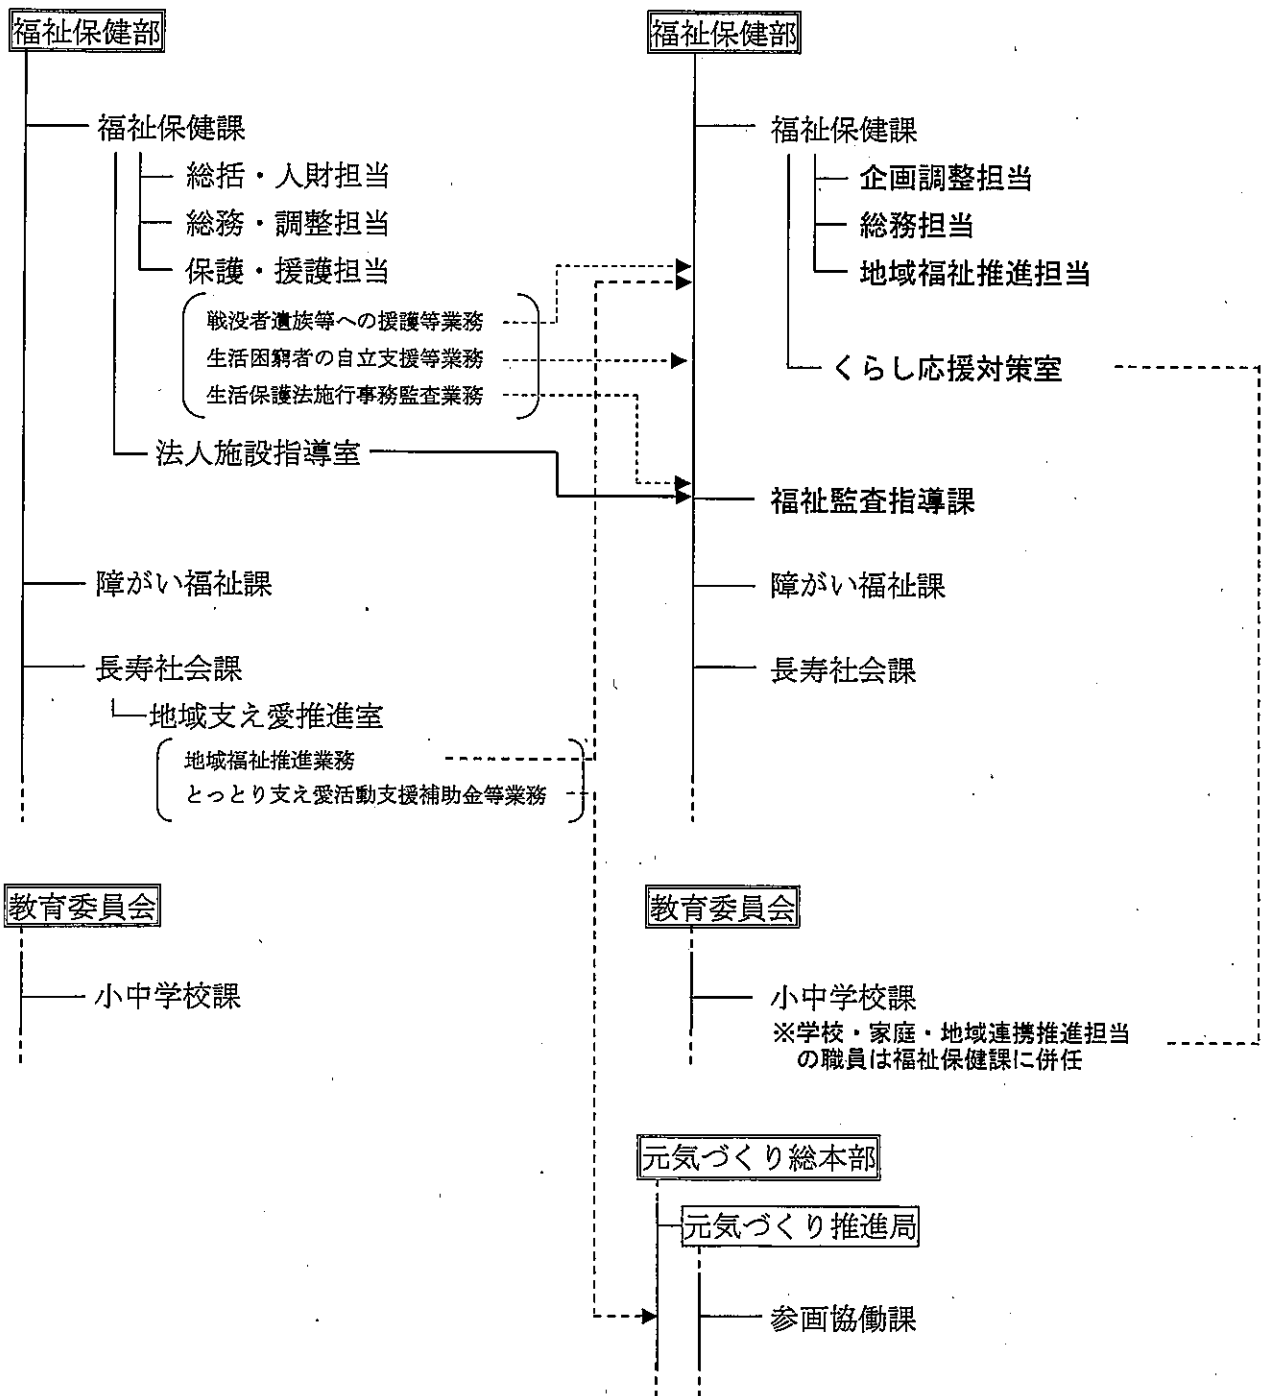 福祉保健部
福祉保健課
総括・人財担当
総務・調整担当
保護・援護担当
戦没者遺族等への援護等業務
生活困窮者の自立支援等業務
生活保護法施行事務監査業務
法人施設指導室
障がい福祉課
長寿社会課
地域支え愛推進室
地域福祉推進業務
とっとり支え愛活動支援補助金等業務
教育委員会
小中学校課
福祉保健部
福祉保健課
企画調整担当
総務担当
地域福祉推進担当
くらし応援対策室
福祉監査指導課
障がい福祉課
長寿社会課
教育委員会
小中学校課
※学校・家庭・地域連携推進担当
の職員は福祉保健課に併任
元気づくり総本部
元気づくり推進局
参画協働課